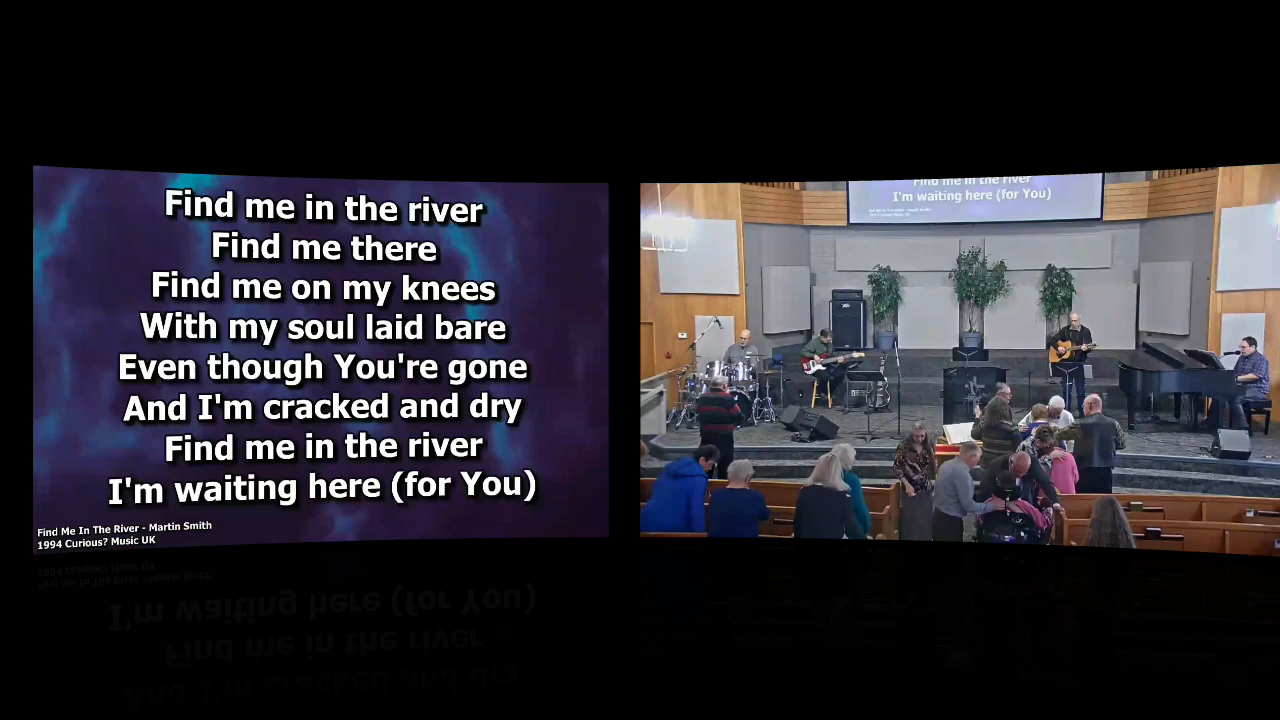 Find me in the river
Find me there
Find me on my knees
With my soul laid bare
Even though You're gone
And I'm cracked and dry
Find me in the river
I'm waiting here (for You)
Find Me In The River - Martin Smith
1994 Curious? Music UK
Find me in the river
I'm waiting here (for You)